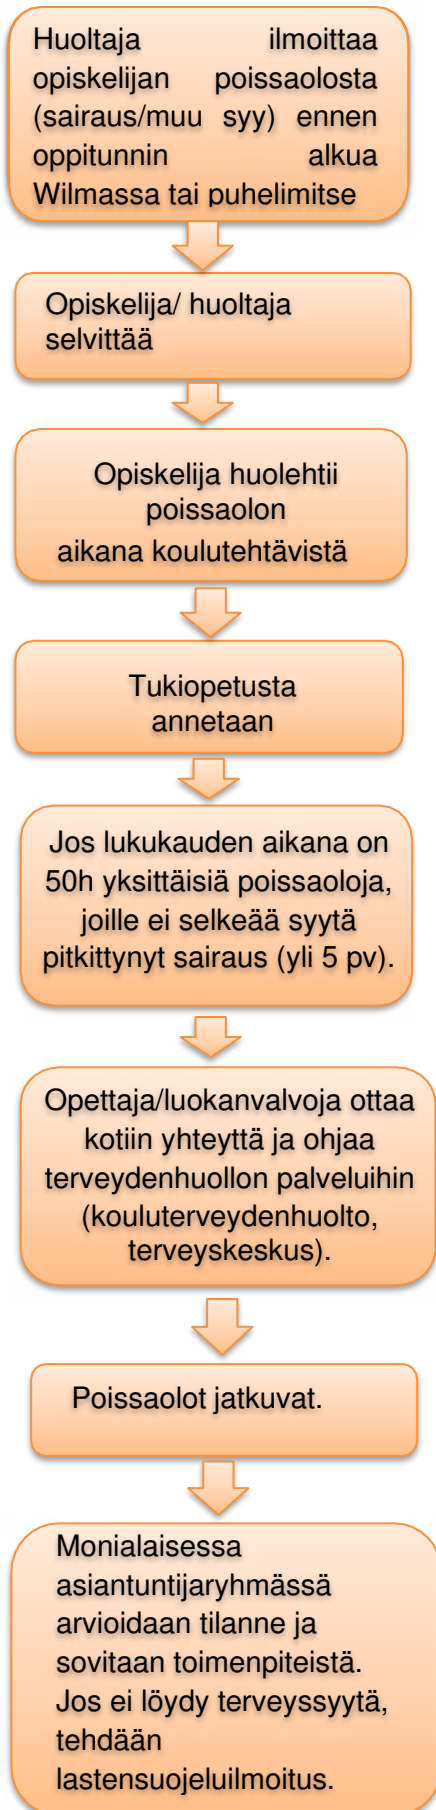 Huoltaja ilmoittaa
opiskelijan poissaolosta
(sairaus/muu syy) ennen
oppitunnin alkua
Wilmassa tai puhelimitse
Opiskelija/ huoltaja
selvittää
Opiskelija huolehtii
poissaolon
aikana koulutehtävistä
Tukiopetusta
annetaan
Jos lukukauden aikana on
50h yksittäisiä poissaoloja,
joille ei selkeää syytä
pitkittynyt sairaus (yli 5 pv).
Opettaja/luokanvalvoja ottaa
kotiin yhteyttä ja ohjaa
terveydenhuollon palveluihin
(kouluterveydenhuolto,
terveyskeskus).
Poissaolot jatkuvat.
Monialaisessa
asiantuntijaryhmässä
arvioidaan tilanne ja
sovitaan toimenpiteistä.
Jos ei löydy terveyssyytä,
tehdään
lastensuojeluilmoitus.